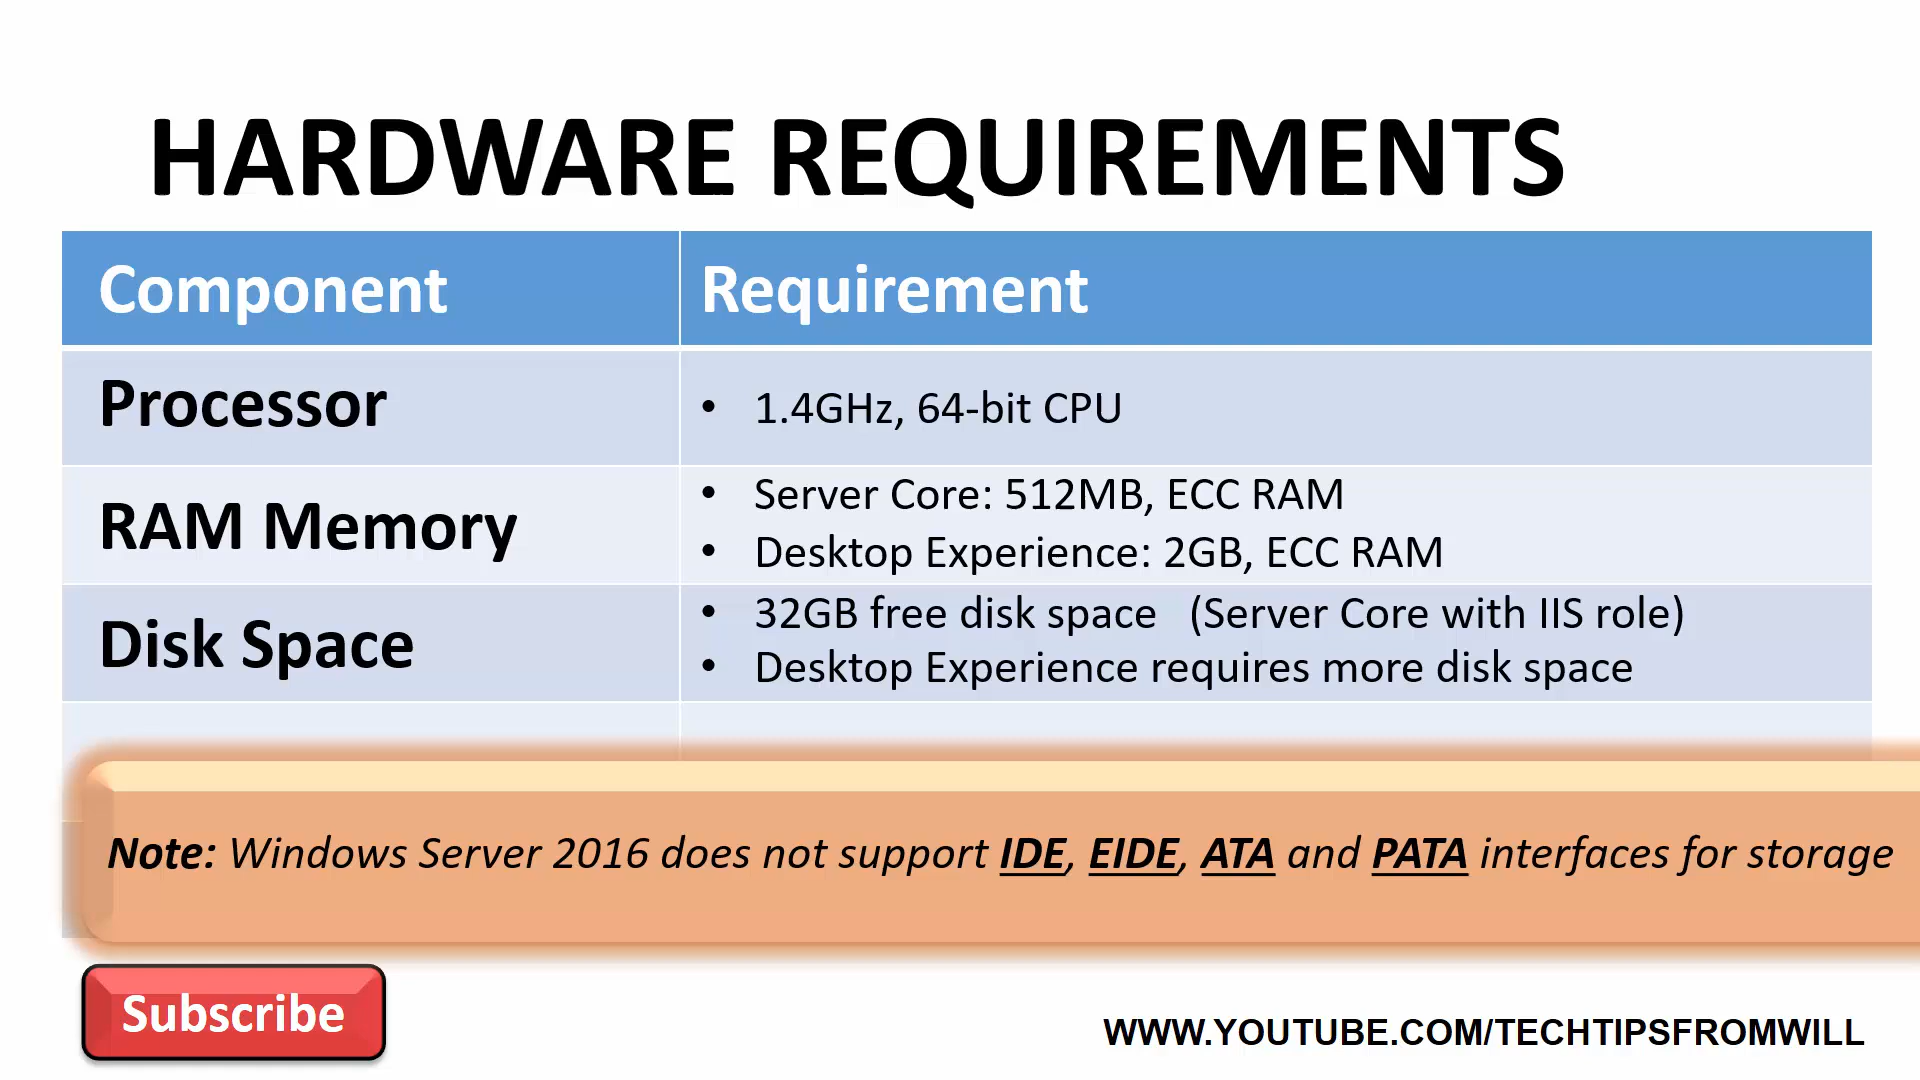 HARDWARE REQUIREMENTS
Component Requirement
Processor • 1.4GHz, 64-bit CPU
RAM Memory • Server Core: 512MB, ECC RAM
• Desktop Experience: 2GB, ECC RAM
Disk Space • 32GB free disk space (Server Core with IIS role)
• Desktop Experience requires more disk space
Note: Windows Server 2016 does not support IDE, EIDE, ATA and PATA interfaces for storage
Subscribe
WWW.YOUTUBE.COM/TECHTIPSFROMWILL